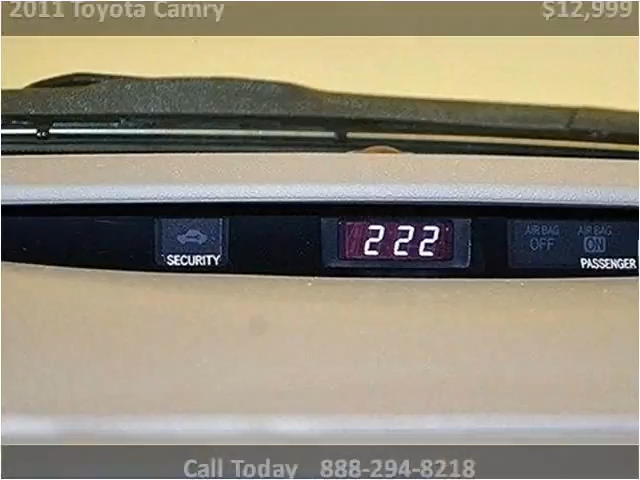 2011 Toyota Camry $12,999
SECURITY
222
AIR BAG OFF
AIR BAG ON
PASSENGER
Call Today 888-294-8218